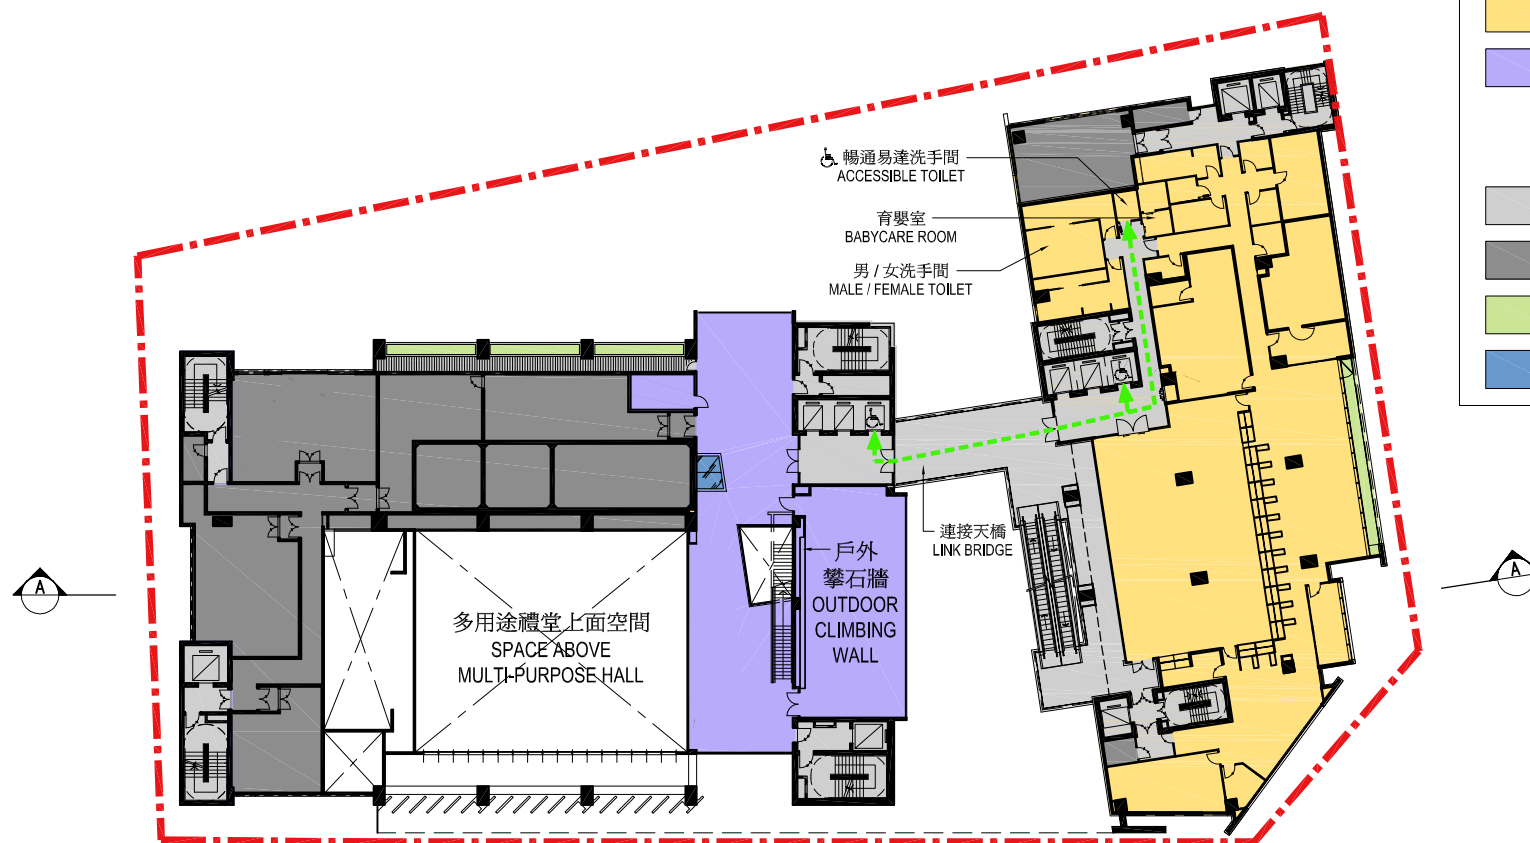 暢通易達洗手間
ACCESSIBLE TOILET
育嬰室
BABYCARE ROOM
男 / 女洗手間
MALE / FEMALE TOILET
連接天橋
LINK BRIDGE
戶外
攀石牆
OUTDOOR
CLIMBING
WALL
多用途禮堂上面空間
SPACE ABOVE
MULTI-PURPOSE HALL
A
A